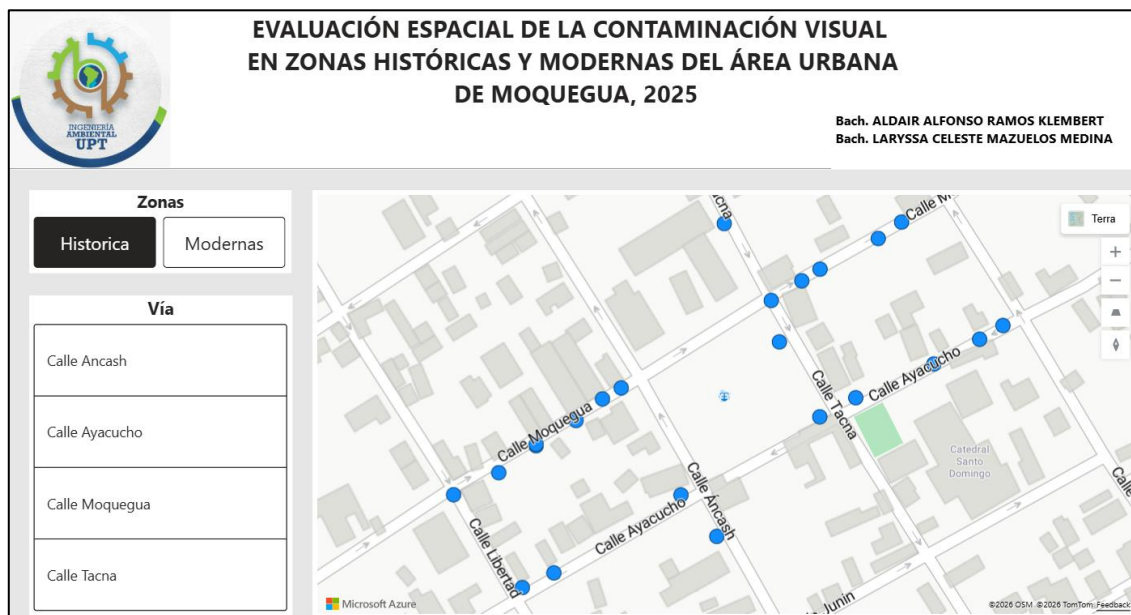 EVALUACIÓN ESPACIAL DE LA CONTAMINACIÓN VISUAL
EN ZONAS HISTÓRICAS Y MODERNAS DEL ÁREA URBANA
DE MOQUEGUA, 2025
INGENIERÍA
AMBIENTAL
UPT
Bach. ALDAIR ALFONSO RAMOS KLEMBERT
Bach. LARYSSA CELESTE MAZUELOS MEDINA
Zonas
Historica
Modernas
Vía
Calle Ancash
Calle Ayacucho
Calle Moquegua
Calle Tacna
Terra
Calle Ayacucho
Calle Tacna
Catedral
Santo
Domingo
Calle Moquegua
Calle Áncash
Calle Ayacucho
Calle Libertad
Junin
Microsoft Azure
©2026 OSM ©2026 TomTom Feedback